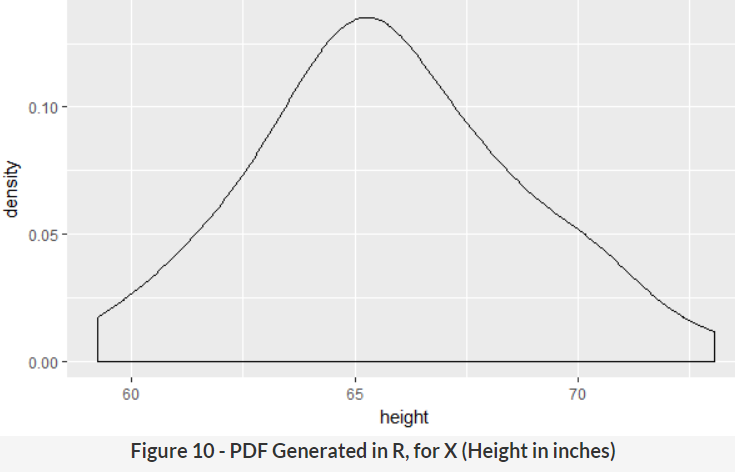 0.10
0.05
0.00
density
60 65 70
height
Figure 10 - PDF Generated in R, for X (Height in inches)